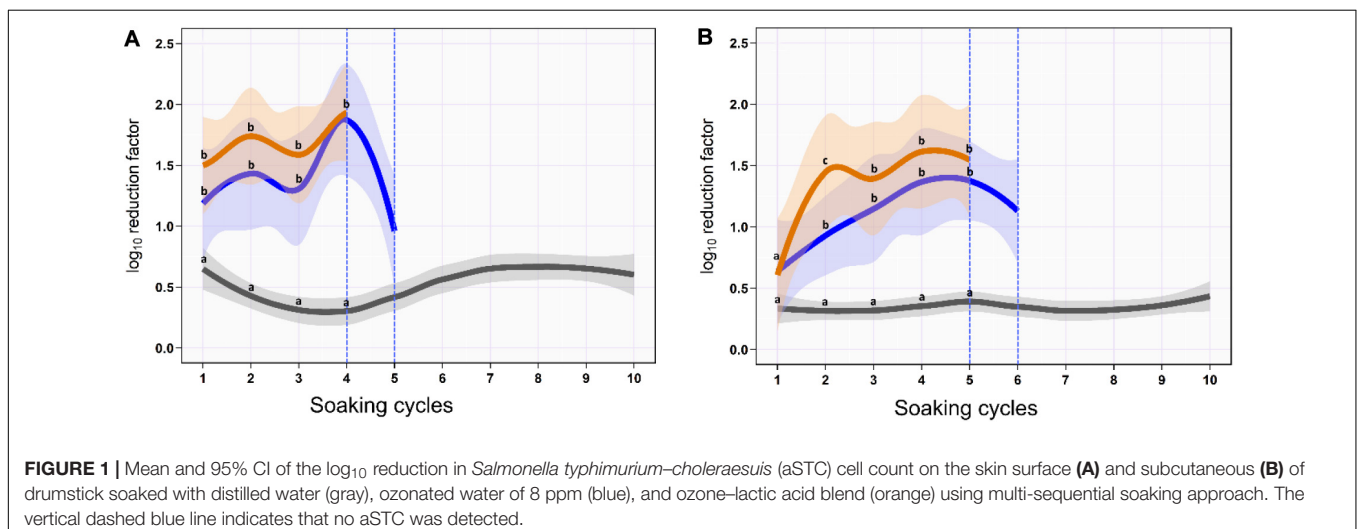 A
2.5
2.0
1.5
1.0
0.5
0.0
log10 reduction factor
b b b b
b b b
a a a a
1 2 3 4 5 6 7 8 9 10
Soaking cycles
B
2.5
2.0
1.5
1.0
0.5
0.0
log10 reduction factor
c b b b
a b b b b
a a a a a
1 2 3 4 5 6 7 8 9 10
Soaking cycles
FIGURE 1 | Mean and 95% CI of the log10 reduction in Salmonella typhimurium–choleraesuis (aSTC) cell count on the skin surface (A) and subcutaneous (B) of
drumstick soaked with distilled water (gray), ozonated water of 8 ppm (blue), and ozone–lactic acid blend (orange) using multi-sequential soaking approach. The
vertical dashed blue line indicates that no aSTC was detected.